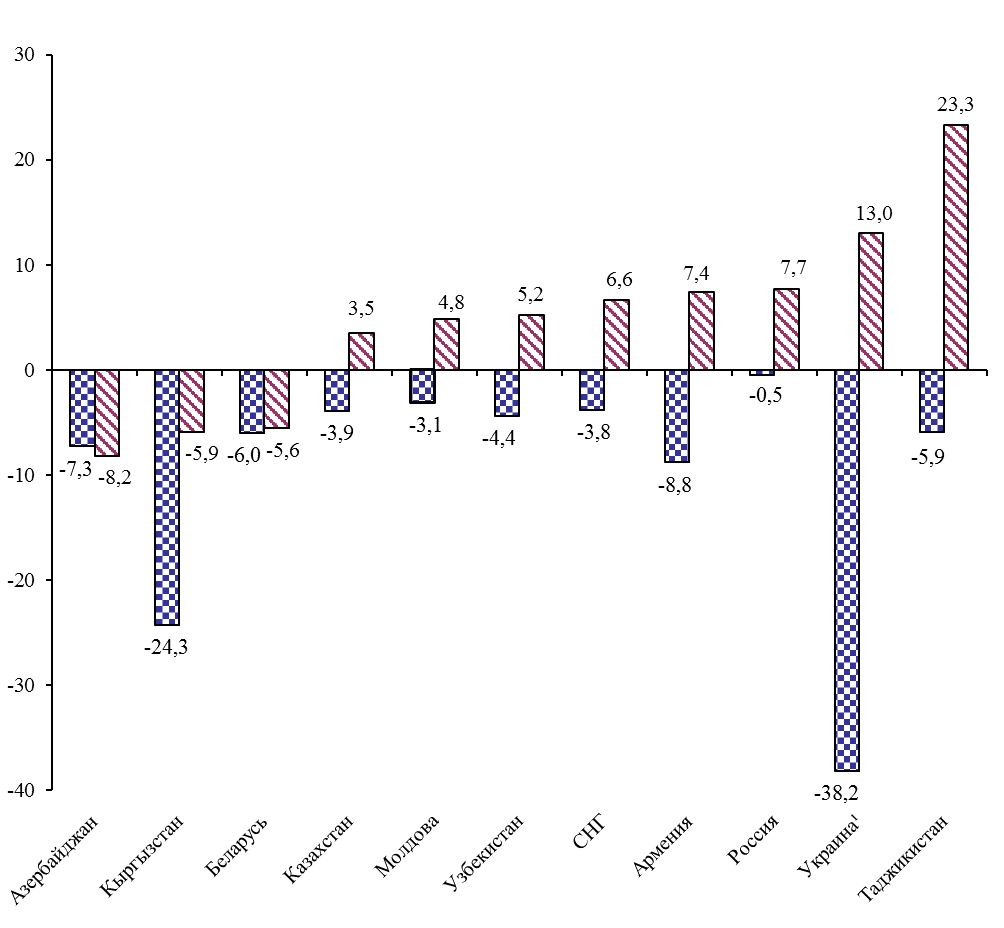 30
20
10
0
-10
-20
-30
-40
-7,3
-8,2
-24,3
-5,9
-6,0
-5,6
-3,9
3,5
-3,1
4,8
-4,4
5,2
-3,8
6,6
-8,8
7,4
-0,5
7,7
-38,2
13,0
-5,9
23,3
Азербайджан
Кыргызстан
Беларусь
Казахстан
Молдова
Узбекистан
СНГ
Армения
Россия
Украина¹
Таджикистан